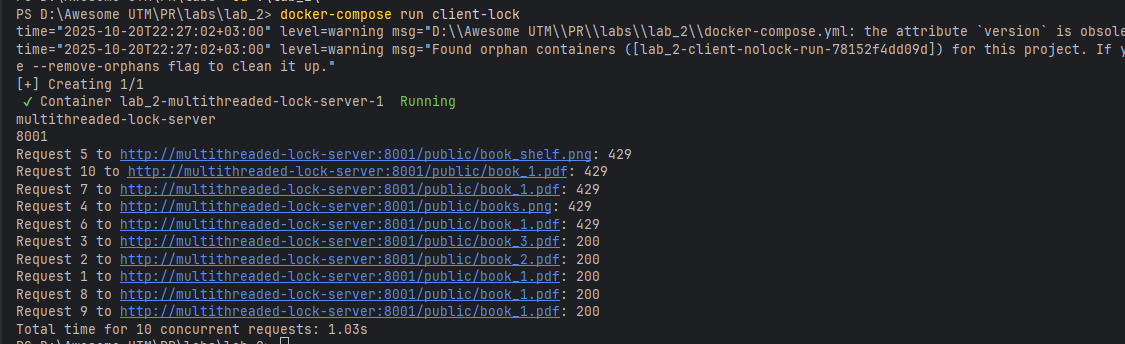 PS D:\Awesome UTM\PR\labs\lab_2> docker-compose run client-lock
time="2025-10-20T22:27:02+03:00" level=warning msg="D:\\Awesome UTM\\PR\\labs\\lab_2\\docker-compose.yml: the attribute `version` is obsole
time="2025-10-20T22:27:02+03:00" level=warning msg="Found orphan containers ([lab_2-client-nolock-run-78152f4dd09d]) for this project. If y
e --remove-orphans flag to clean it up."
[+] Creating 1/1
✓ Container lab_2-multithreaded-lock-server-1  Running
multithreaded-lock-server
8001
Request 5 to http://multithreaded-lock-server:8001/public/book_shelf.png: 429
Request 10 to http://multithreaded-lock-server:8001/public/book_1.pdf: 429
Request 7 to http://multithreaded-lock-server:8001/public/book_1.pdf: 429
Request 4 to http://multithreaded-lock-server:8001/public/books.png: 429
Request 6 to http://multithreaded-lock-server:8001/public/book_1.pdf: 429
Request 3 to http://multithreaded-lock-server:8001/public/book_3.pdf: 200
Request 2 to http://multithreaded-lock-server:8001/public/book_2.pdf: 200
Request 1 to http://multithreaded-lock-server:8001/public/book_1.pdf: 200
Request 8 to http://multithreaded-lock-server:8001/public/book_1.pdf: 200
Request 9 to http://multithreaded-lock-server:8001/public/book_1.pdf: 200
Total time for 10 concurrent requests: 1.03s